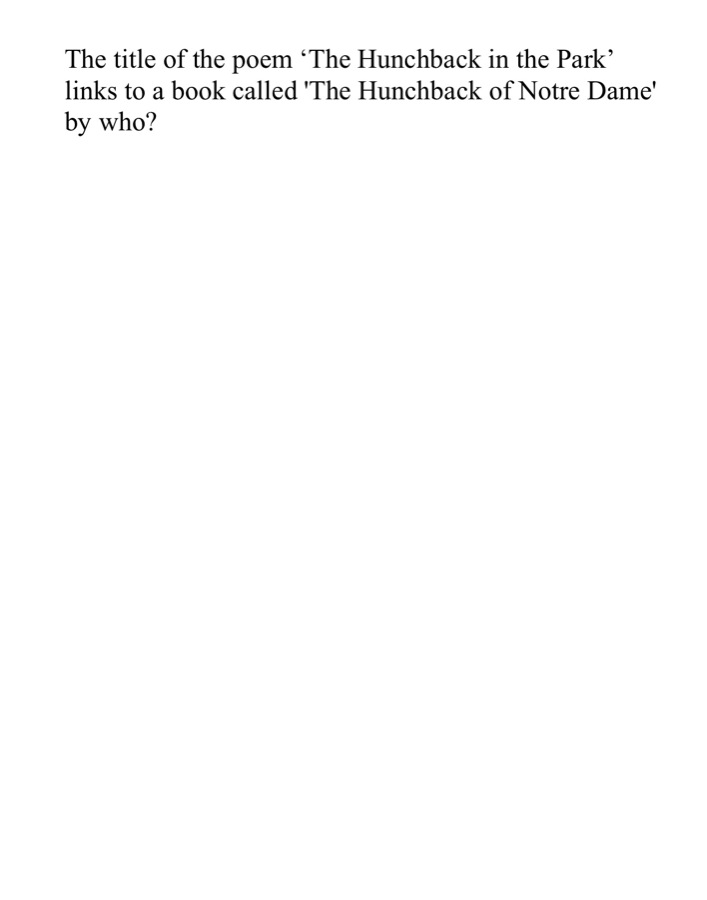 The title of the poem ‘The Hunchback in the Park’
links to a book called 'The Hunchback of Notre Dame'
by who?